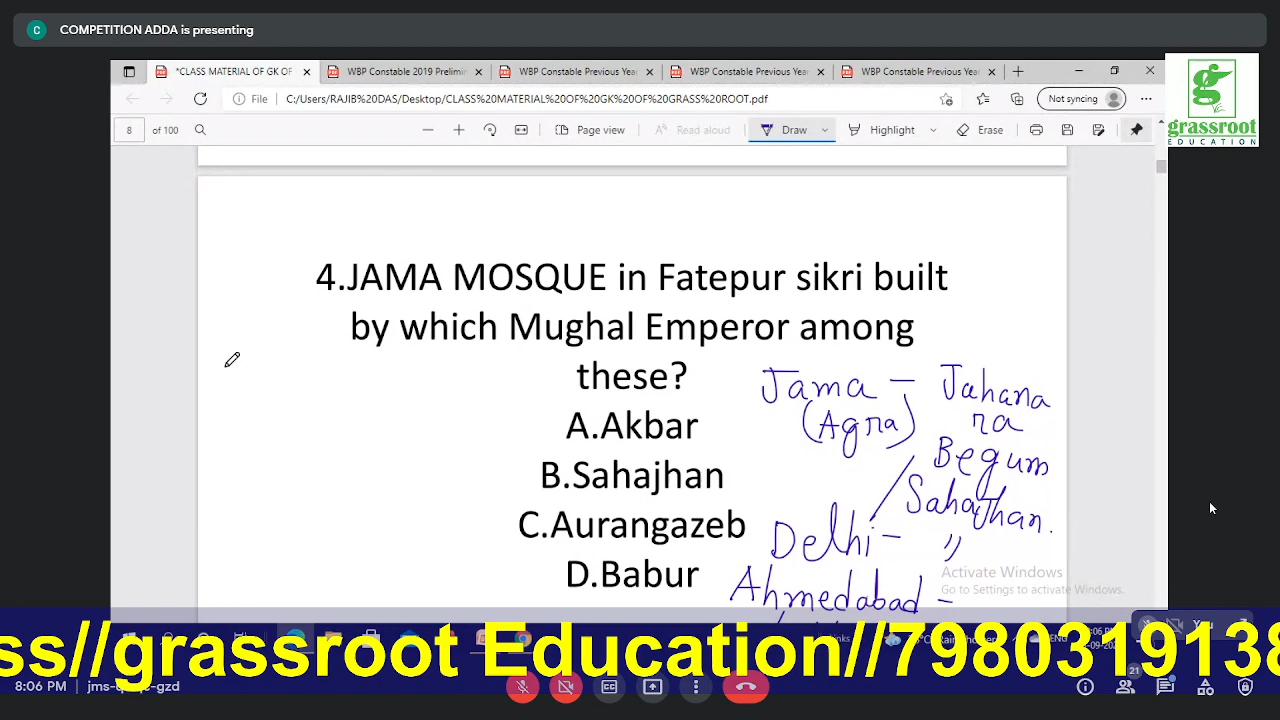 C COMPETITION ADDA is presenting
*CLASS MATERIAL OF GK OF
WBP Constable 2019 Prelimin
WBP Constable Previous Yea
WBP Constable Previous Yea
WBP Constable Previous Yea
File C:/Users/RAJIB%20DAS/Desktop/CLASS%20MATERIAL%20OF%20GK%20OF%20GRASS%20ROOT.pdf
Not syncing
8 of 100
Page view
Read aloud
Draw
Highlight
Erase
grassroot
EDUCATION
4.JAMA MOSQUE in Fatepur sikri built
by which Mughal Emperor among
these?
A.Akbar
B.Sahajhan
C.Aurangazeb
D.Babur
Jama – Jahana
(Agra) ra
Begum
/ Sahajhan.
Delhi – "
Ahmedabad –
Activate Windows
Go to Settings to activate Windows.
ss//grassroot Education//7980319138
8:06 PM
21